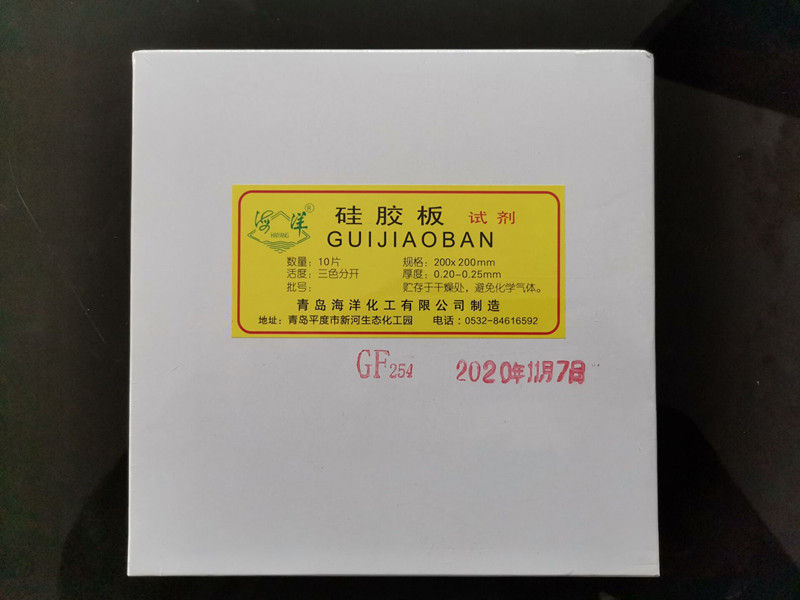 海洋®
HAIYANG
硅胶板 试剂
GUIJIAOBAN
数量：10片 规格：200x200mm
活度：三色分开 厚度：0.20-0.25mm
批号： 贮存于干燥处，避免化学气体。
青岛海洋化工有限公司制造
地址：青岛平度市新河生态化工园 电话：0532-84616592
GF254 2020年11月7日